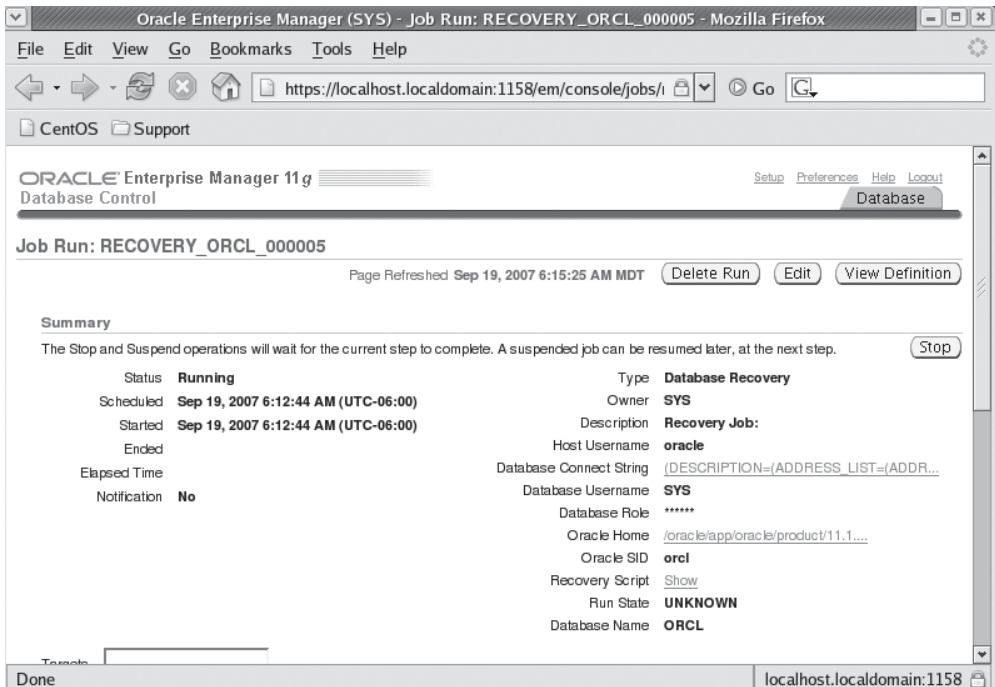 Oracle Enterprise Manager (SYS) - Job Run: RECOVERY_ORCL_000005 - Mozilla Firefox
File Edit View Go Bookmarks Tools Help
https://localhost.localdomain:1158/em/console/jobs/ Go G
CentOS Support
ORACLE Enterprise Manager 11g
Database Control
Setup Preferences Help Logout
Database
Job Run: RECOVERY_ORCL_000005
Page Refreshed Sep 19, 2007 6:15:25 AM MDT Delete Run Edit View Definition
Summary
The Stop and Suspend operations will wait for the current step to complete. A suspended job can be resumed later, at the next step. Stop
Status Running
Scheduled Sep 19, 2007 6:12:44 AM (UTC-06:00)
Started Sep 19, 2007 6:12:44 AM (UTC-06:00)
Ended
Elapsed Time
Notification No
Type Database Recovery
Owner SYS
Description Recovery Job:
Host Username oracle
Database Connect String (DESCRIPTION=(ADDRESS_LIST=(ADDR...
Database Username SYS
Database Role ******
Oracle Home /oracle/app/oracle/product/11.1....
Oracle SID orcl
Recovery Script Show
Run State UNKNOWN
Database Name ORCL
Targets
Done localhost.localdomain:1158